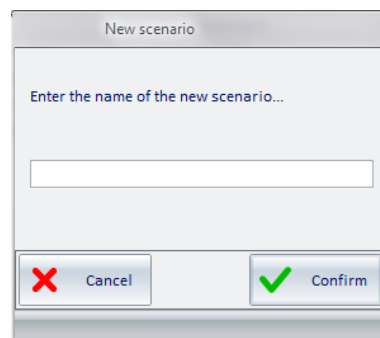 New scenario
Enter the name of the new scenario...
Cancel
Confirm